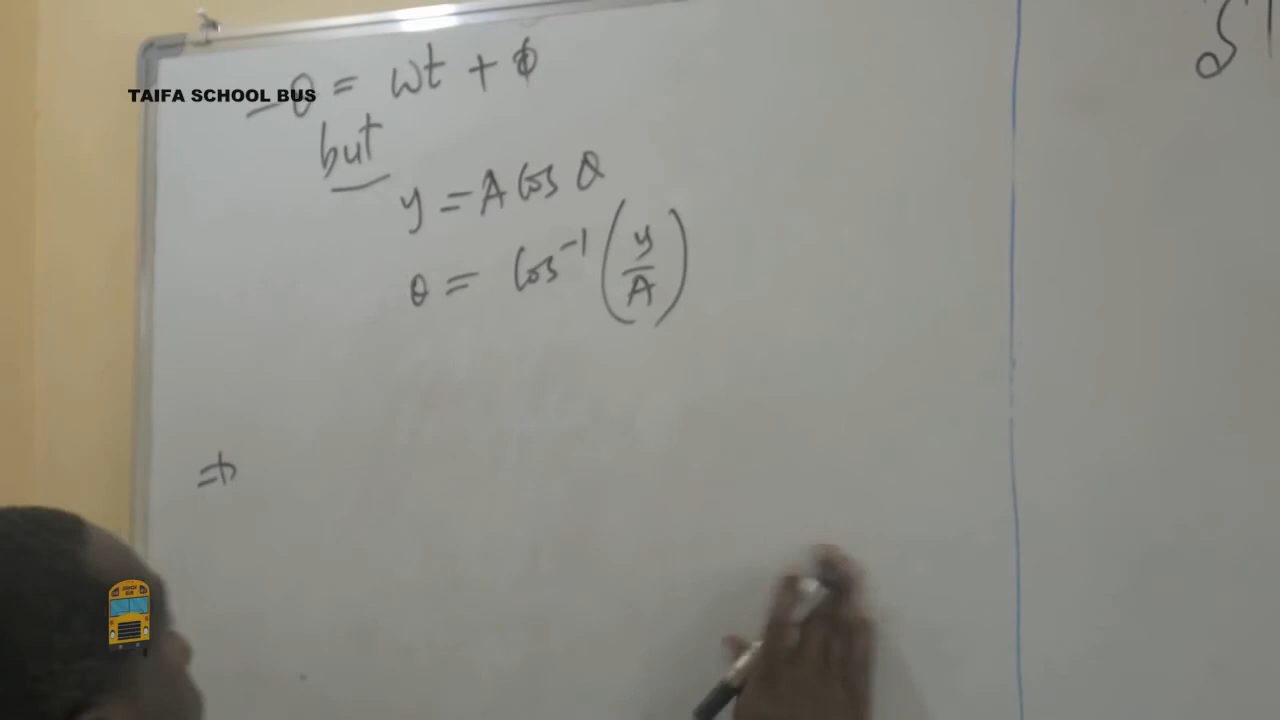 θ = ωt + φ
TAIFA SCHOOL BUS
but
y = A Cos θ
θ = Cos⁻¹ (y/A)
⇒